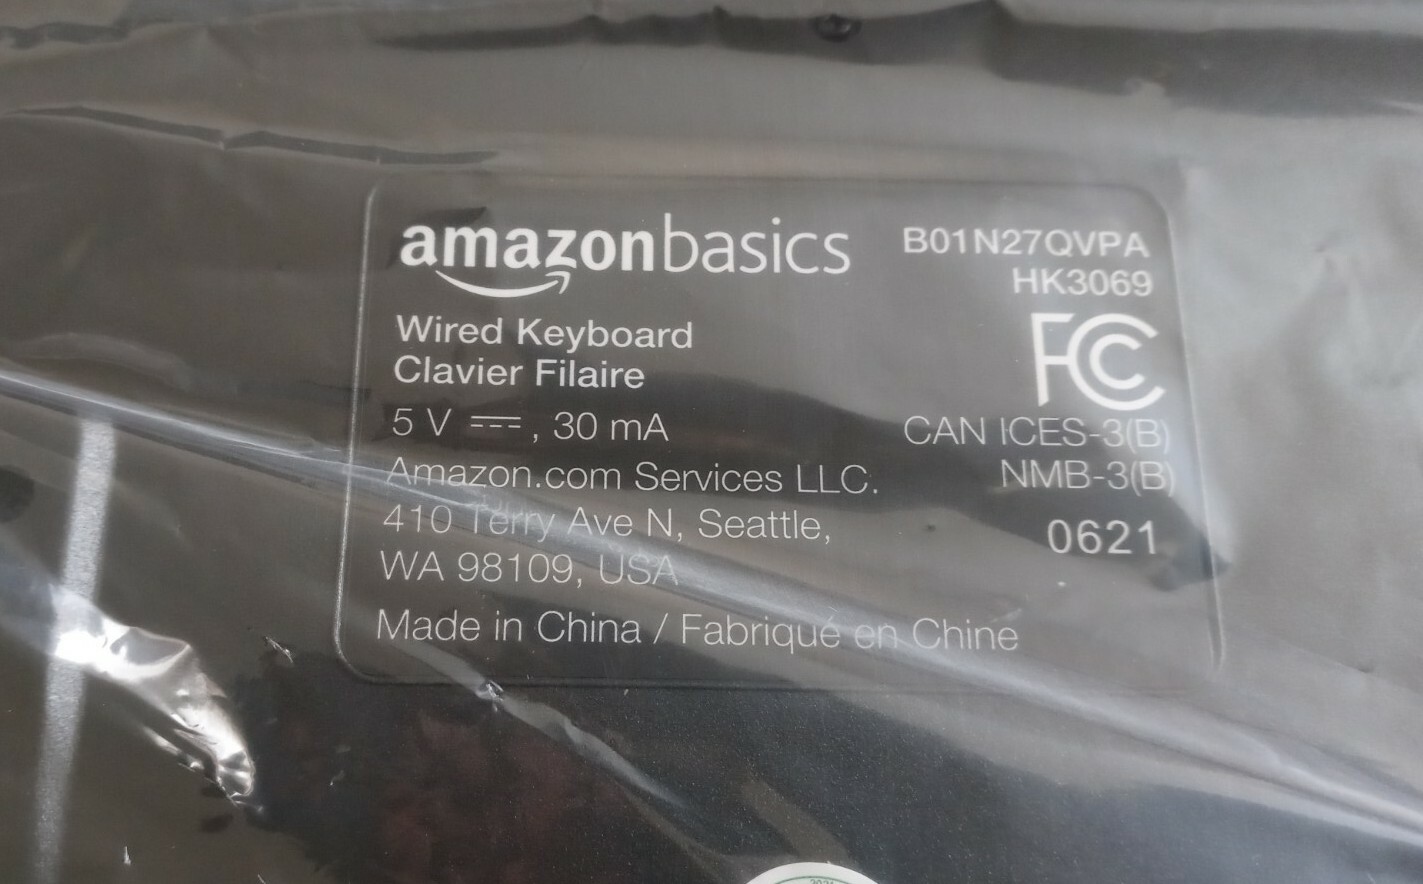 amazonbasics
Wired Keyboard
Clavier Filaire
5 V ⎓, 30 mA
Amazon.com Services LLC.
410 Terry Ave N, Seattle,
WA 98109, USA
Made in China / Fabriqué en Chine
B01N27QVPA
HK3069
FC
CAN ICES-3(B)
NMB-3(B)
0621